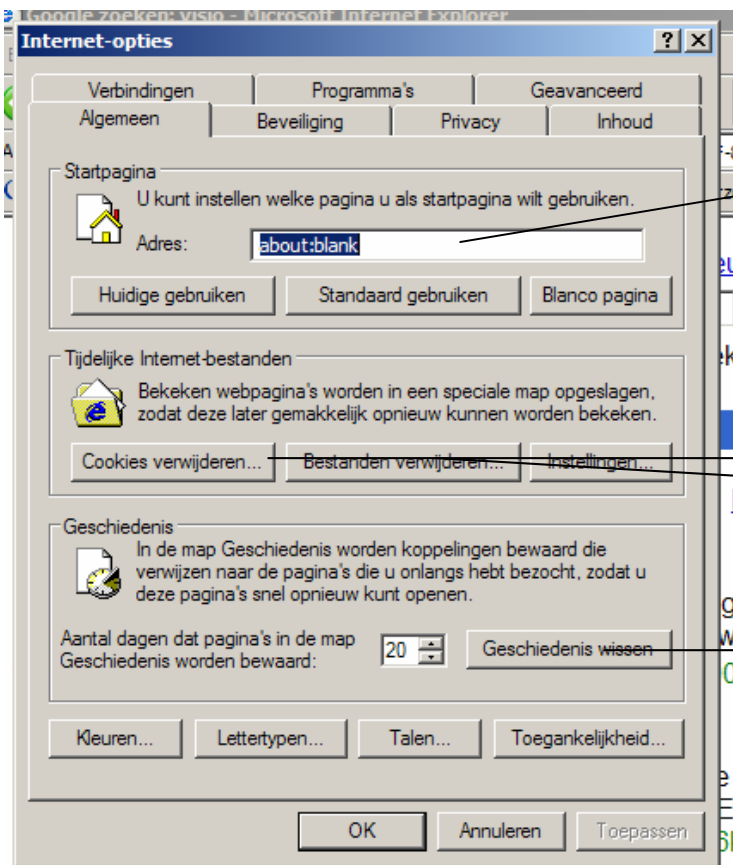 Google zoeken: visio - Microsoft Internet Explorer
Internet-opties
Verbindingen Programma's Geavanceerd
Algemeen Beveiliging Privacy Inhoud
Startpagina
U kunt instellen welke pagina u als startpagina wilt gebruiken.
Adres: about:blank
Huidige gebruiken Standaard gebruiken Blanco pagina
Tijdelijke Internet-bestanden
Bekeken webpagina's worden in een speciale map opgeslagen,
zodat deze later gemakkelijk opnieuw kunnen worden bekeken.
Cookies verwijderen... Bestanden verwijderen... Instellingen...
Geschiedenis
In de map Geschiedenis worden koppelingen bewaard die
verwijzen naar de pagina's die u onlangs hebt bezocht, zodat u
deze pagina's snel opnieuw kunt openen.
Aantal dagen dat pagina's in de map
Geschiedenis worden bewaard: 20 Geschiedenis wissen
Kleuren... Lettertypen... Talen... Toegankelijkheid...
OK Annuleren Toepassen